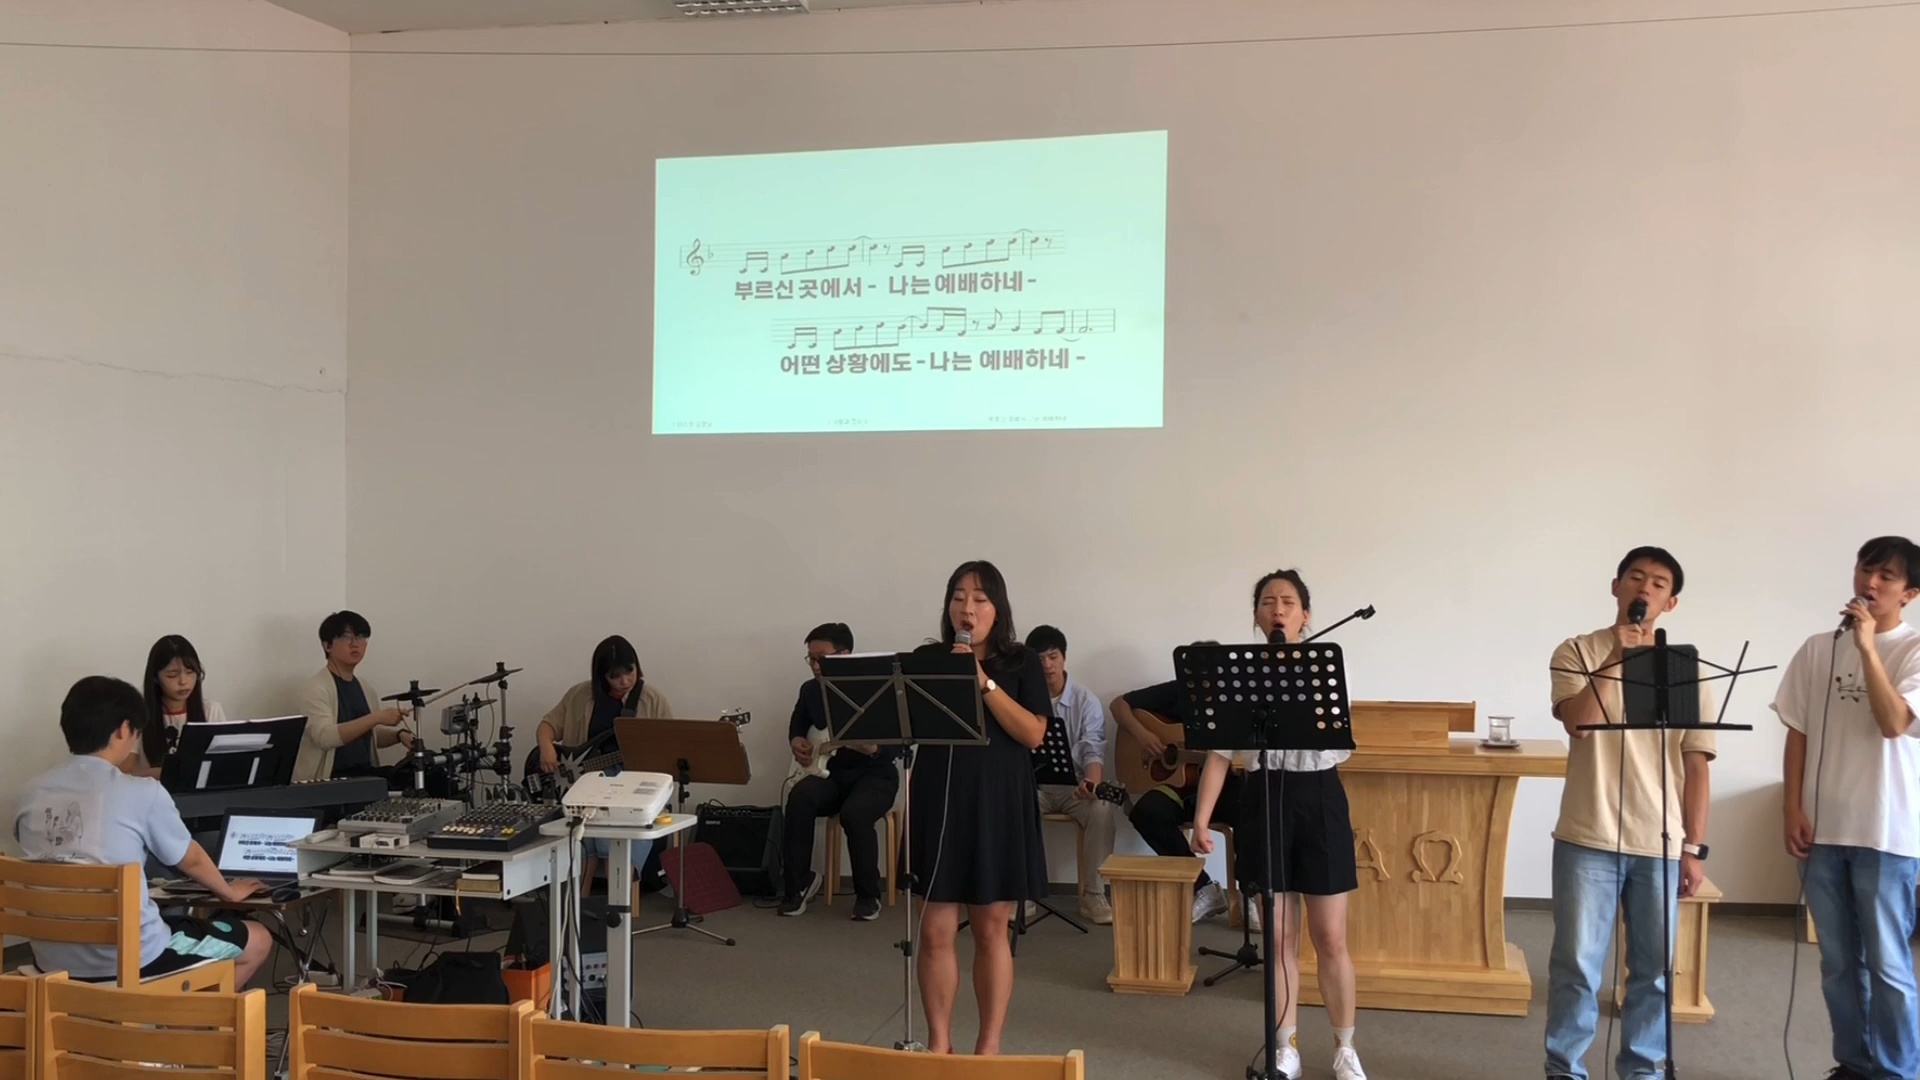 부르신 곳에서 - 나는 예배하네 -
어떤 상황에도 - 나는 예배하네 -
ΑΩ